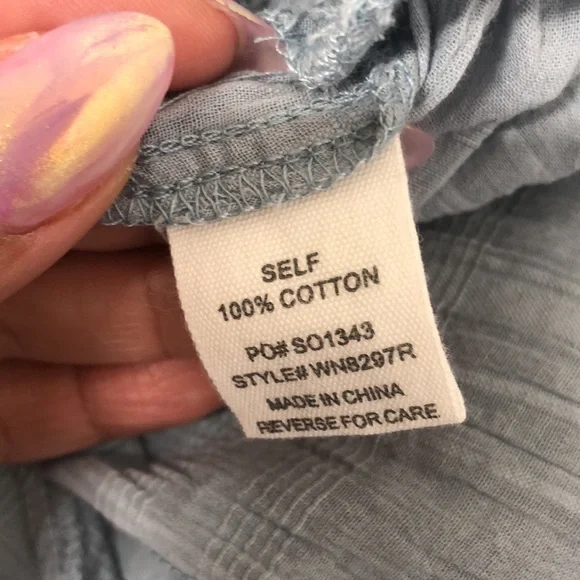 SELF
100% COTTON
PO# SO1343
STYLE# WN8297R
MADE IN CHINA
REVERSE FOR CARE